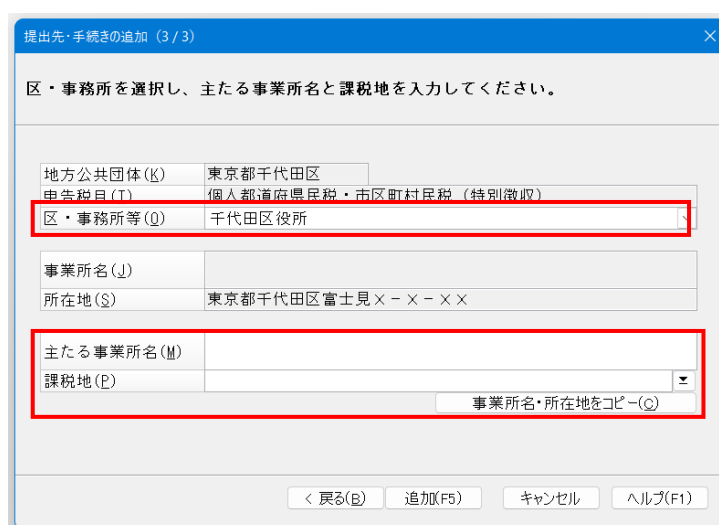 提出先・手続きの追加（3/3）
区・事務所を選択し、主たる事業所名と課税地を入力してください。
地方公共団体(K) 東京都千代田区
申告税目(T) 個人都道府県民税・市区町村民税（特別徴収）
区・事務所等(O) 千代田区役所
事業所名(J)
所在地(S) 東京都千代田区富士見×－×－××
主たる事業所名(M)
課税地(P)
事業所名・所在地をコピー(C)
< 戻る(B) 追加(F5) キャンセル ヘルプ(F1)